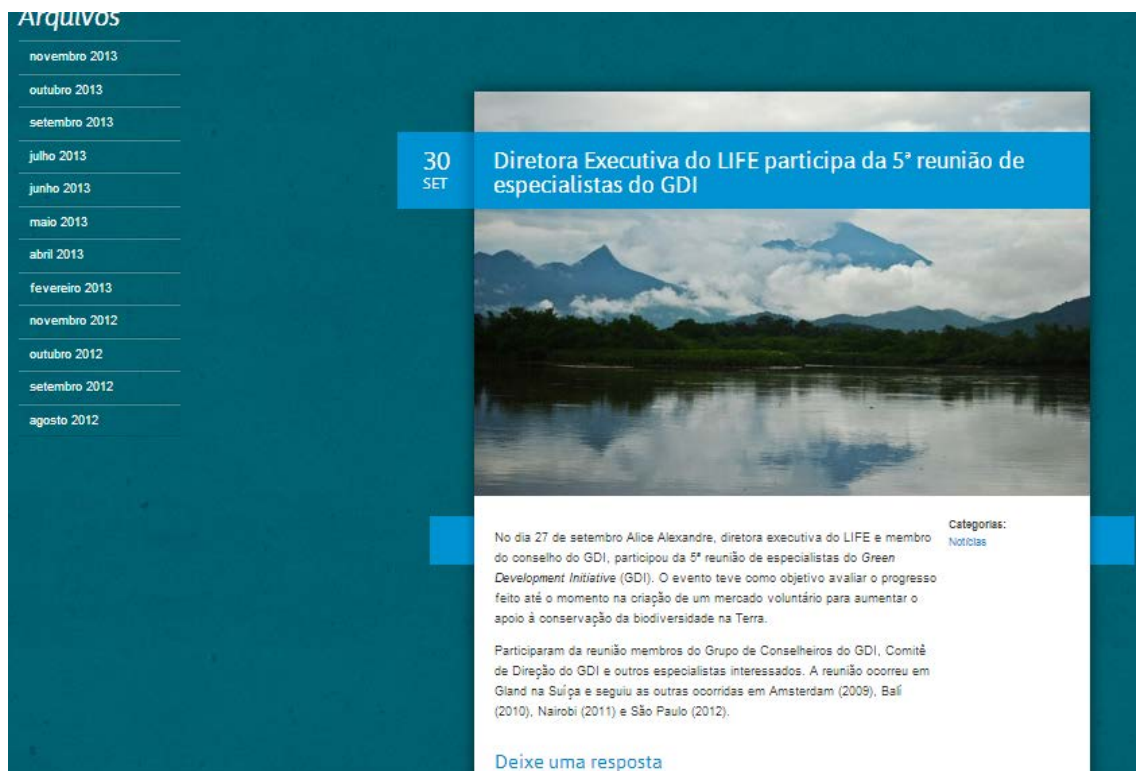 Arquivos
novembro 2013
outubro 2013
setembro 2013
julho 2013
junho 2013
maio 2013
abril 2013
fevereiro 2013
novembro 2012
outubro 2012
setembro 2012
agosto 2012
30
SET
Diretora Executiva do LIFE participa da 5ª reunião de
especialistas do GDI
No dia 27 de setembro Alice Alexandre, diretora executiva do LIFE e membro
do conselho do GDI, participou da 5ª reunião de especialistas do Green
Development Initiative (GDI). O evento teve como objetivo avaliar o progresso
feito até o momento na criação de um mercado voluntário para aumentar o
apoio à conservação da biodiversidade na Terra.
Participaram da reunião membros do Grupo de Conselheiros do GDI, Comitê
de Direção do GDI e outros especialistas interessados. A reunião ocorreu em
Gland na Suíça e seguiu as outras ocorridas em Amsterdam (2009), Balí
(2010), Nairobi (2011) e São Paulo (2012).
Categorias:
Notícias
Deixe uma resposta